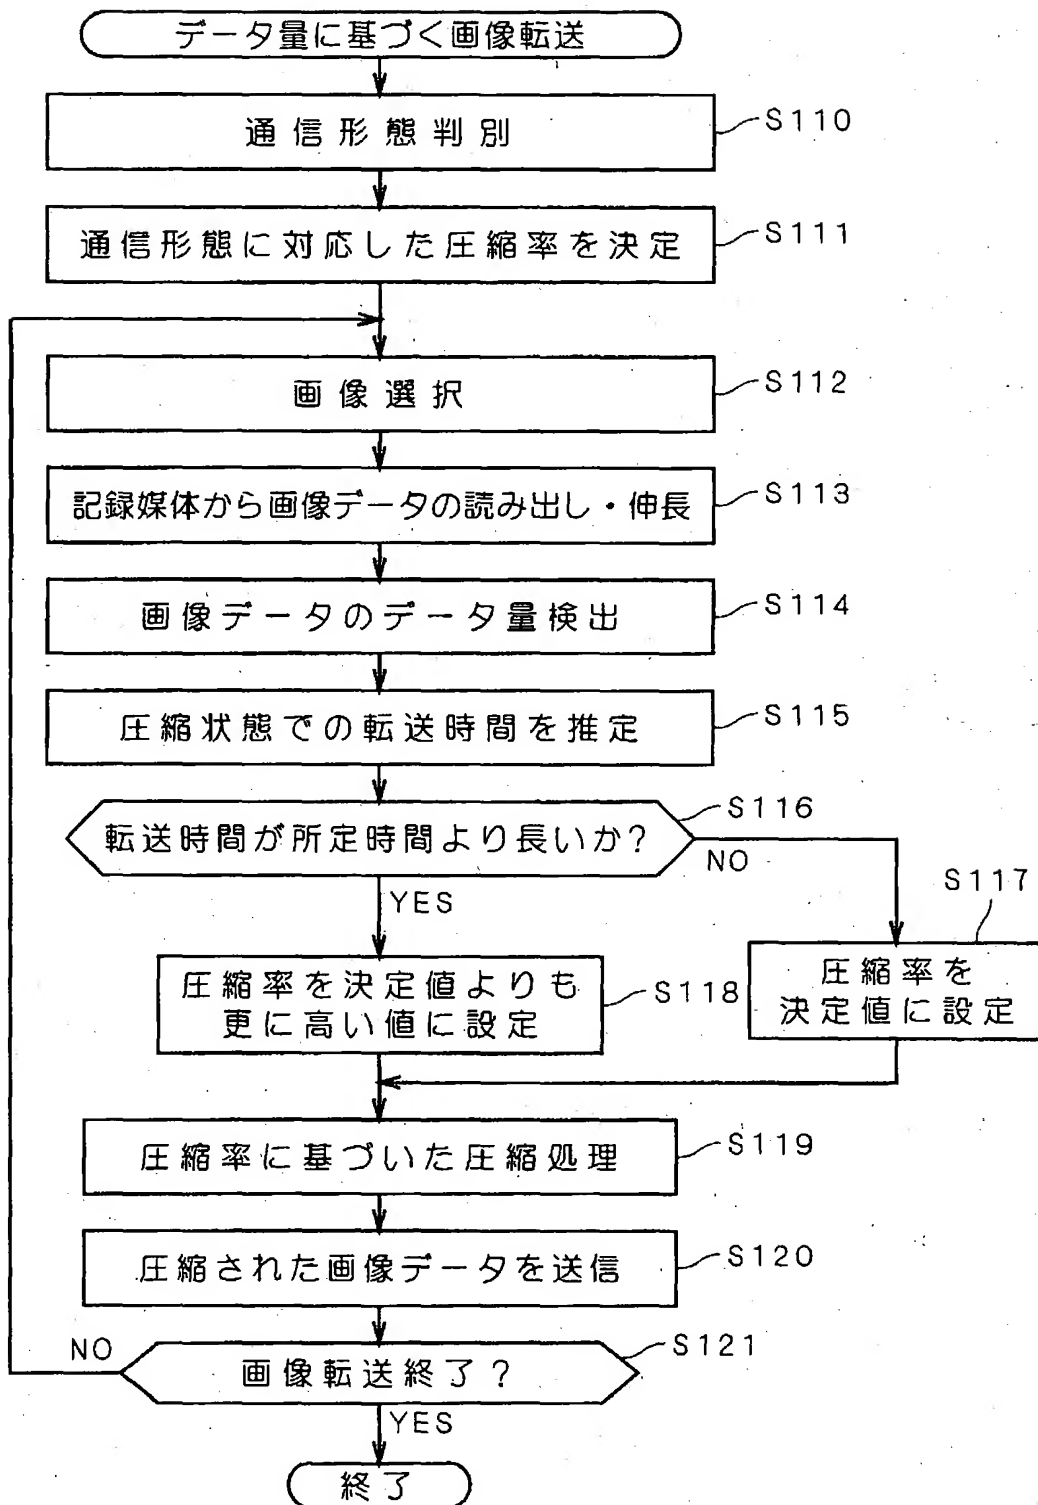 データ量に基づく画像転送
通信形態判別
S110
通信形態に対応した圧縮率を決定
S111
画像選択
S112
記録媒体から画像データの読み出し・伸長
S113
画像データのデータ量検出
S114
圧縮状態での転送時間を推定
S115
転送時間が所定時間より長いか?
S116
NO
YES
S117
圧縮率を決定値よりも
更に高い値に設定
S118
圧縮率を
決定値に設定
圧縮率に基づいた圧縮処理
S119
圧縮された画像データを送信
S120
NO
画像転送終了?
S121
YES
終了